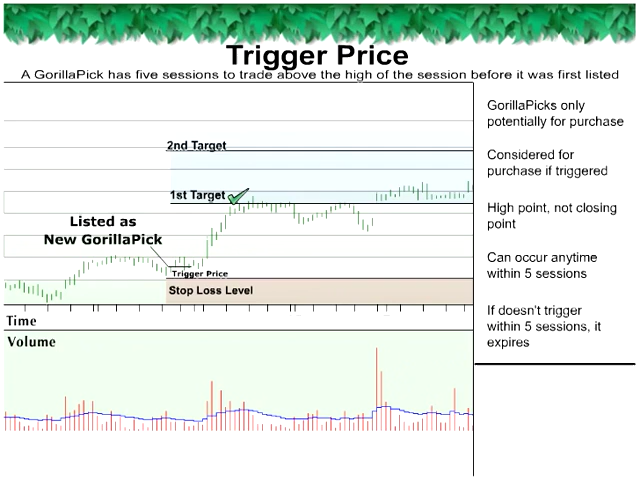 Trigger Price
A GorillaPick has five sessions to trade above the high of the session before it was first listed
2nd Target
1st Target
Listed as
New GorillaPick
Trigger Price
Stop Loss Level
Time
Volume
GorillaPicks only
potentially for purchase
Considered for
purchase if triggered
High point, not closing
point
Can occur anytime
within 5 sessions
If doesn't trigger
within 5 sessions, it
expires